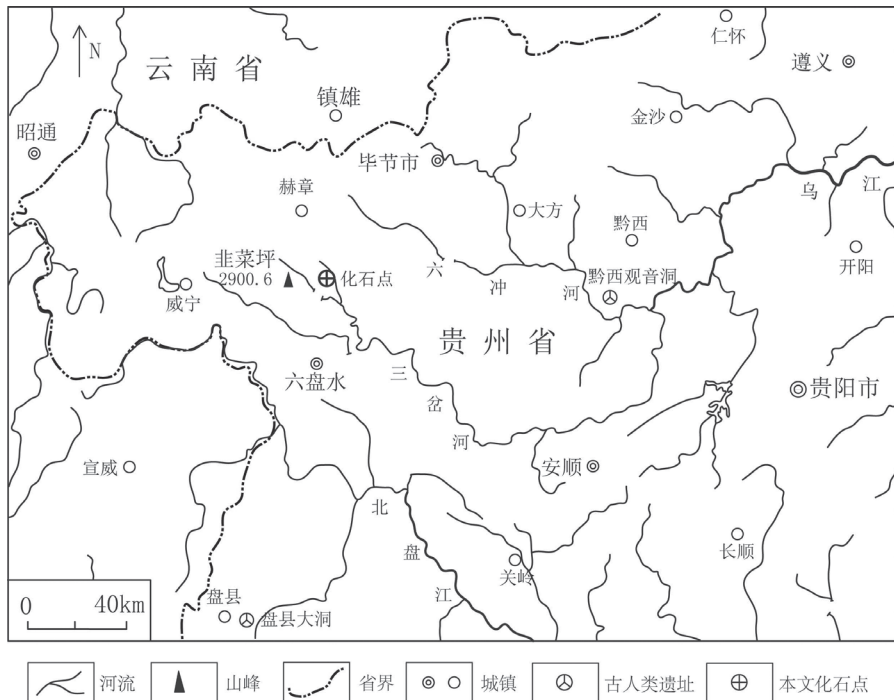 仁怀
N
云南省
遵义
镇雄
金沙
昭通
毕节市
乌江
赫章
大方
黔西
韭菜坪
2900.6
化石点
六冲河
黔西观音洞
开阳
威宁
贵州省
三岔河
六盘水
贵阳市
宣威
安顺
北盘江
长顺
关岭
0 40km
盘县
盘县大洞
河流 山峰 省界 城镇 古人类遗址 本文化石点